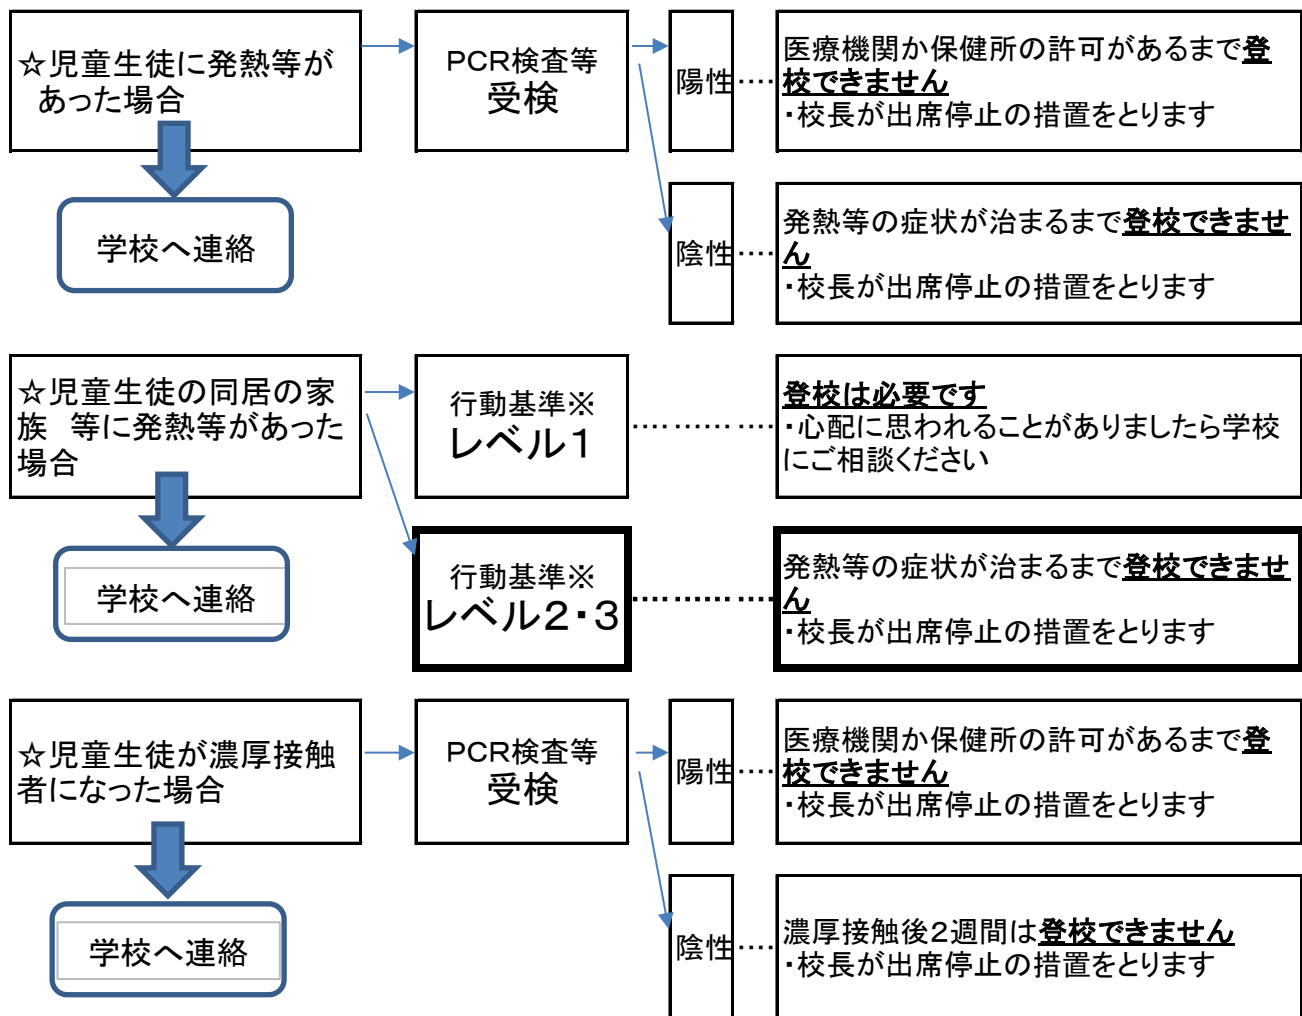 ☆児童生徒に発熱等が
あった場合
学校へ連絡
PCR検査等
受検
陽性
医療機関か保健所の許可があるまで登
校できません
・校長が出席停止の措置をとります
陰性
発熱等の症状が治まるまで登校できませ
ん
・校長が出席停止の措置をとります
☆児童生徒の同居の家
族　等に発熱等があった
場合
学校へ連絡
行動基準※
レベル1
登校は必要です
・心配に思われることがありましたら学校
にご相談ください
行動基準※
レベル2・3
発熱等の症状が治まるまで登校できませ
ん
・校長が出席停止の措置をとります
☆児童生徒が濃厚接触
者になった場合
学校へ連絡
PCR検査等
受検
陽性
医療機関か保健所の許可があるまで登
校できません
・校長が出席停止の措置をとります
陰性
濃厚接触後2週間は登校できません
・校長が出席停止の措置をとります